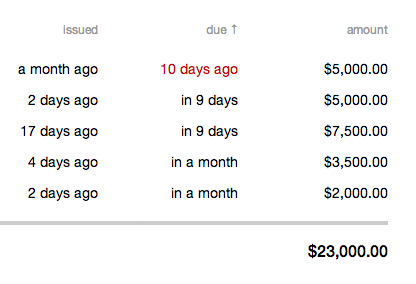 issued due ↑ amount
a month ago 10 days ago $5,000.00
2 days ago in 9 days $5,000.00
17 days ago in 9 days $7,500.00
4 days ago in a month $3,500.00
2 days ago in a month $2,000.00
$23,000.00